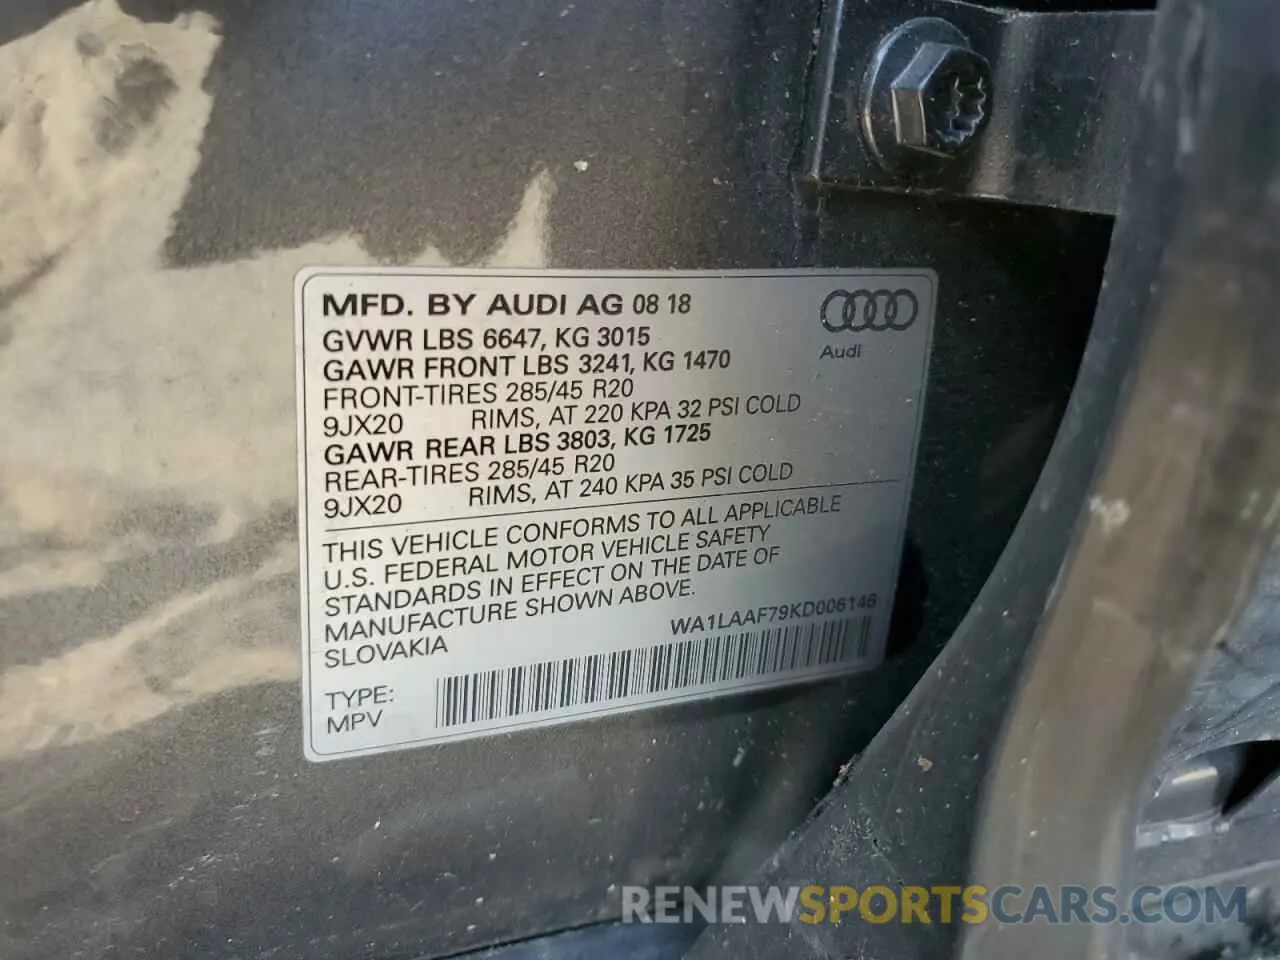 MFD. BY AUDI AG 08 18
GVWR LBS 6647, KG 3015
GAWR FRONT LBS 3241, KG 1470
FRONT-TIRES 285/45 R20
9JX20 RIMS, AT 220 KPA 32 PSI COLD
GAWR REAR LBS 3803, KG 1725
REAR-TIRES 285/45 R20
9JX20 RIMS, AT 240 KPA 35 PSI COLD
Audi
THIS VEHICLE CONFORMS TO ALL APPLICABLE
U.S. FEDERAL MOTOR VEHICLE SAFETY
STANDARDS IN EFFECT ON THE DATE OF
MANUFACTURE SHOWN ABOVE.
SLOVAKIA
WA1LAAF79KD006146
TYPE:
MPV
RENEWSPORTSCARS.COM